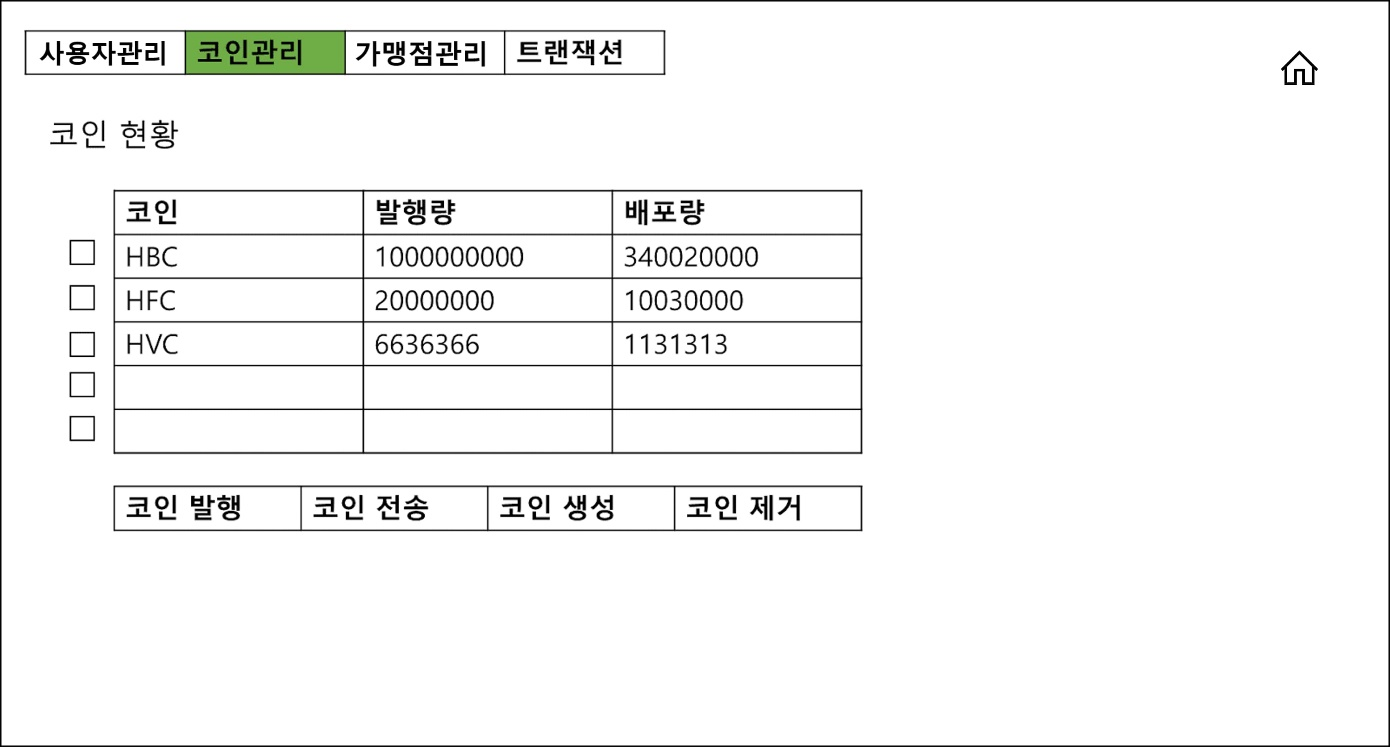 사용자관리 코인관리 가맹점관리 트랜잭션
코인 현황
코인 발행량 배포량
HBC 1000000000 340020000
HFC 20000000 10030000
HVC 6636366 1131313
코인 발행 코인 전송 코인 생성 코인 제거